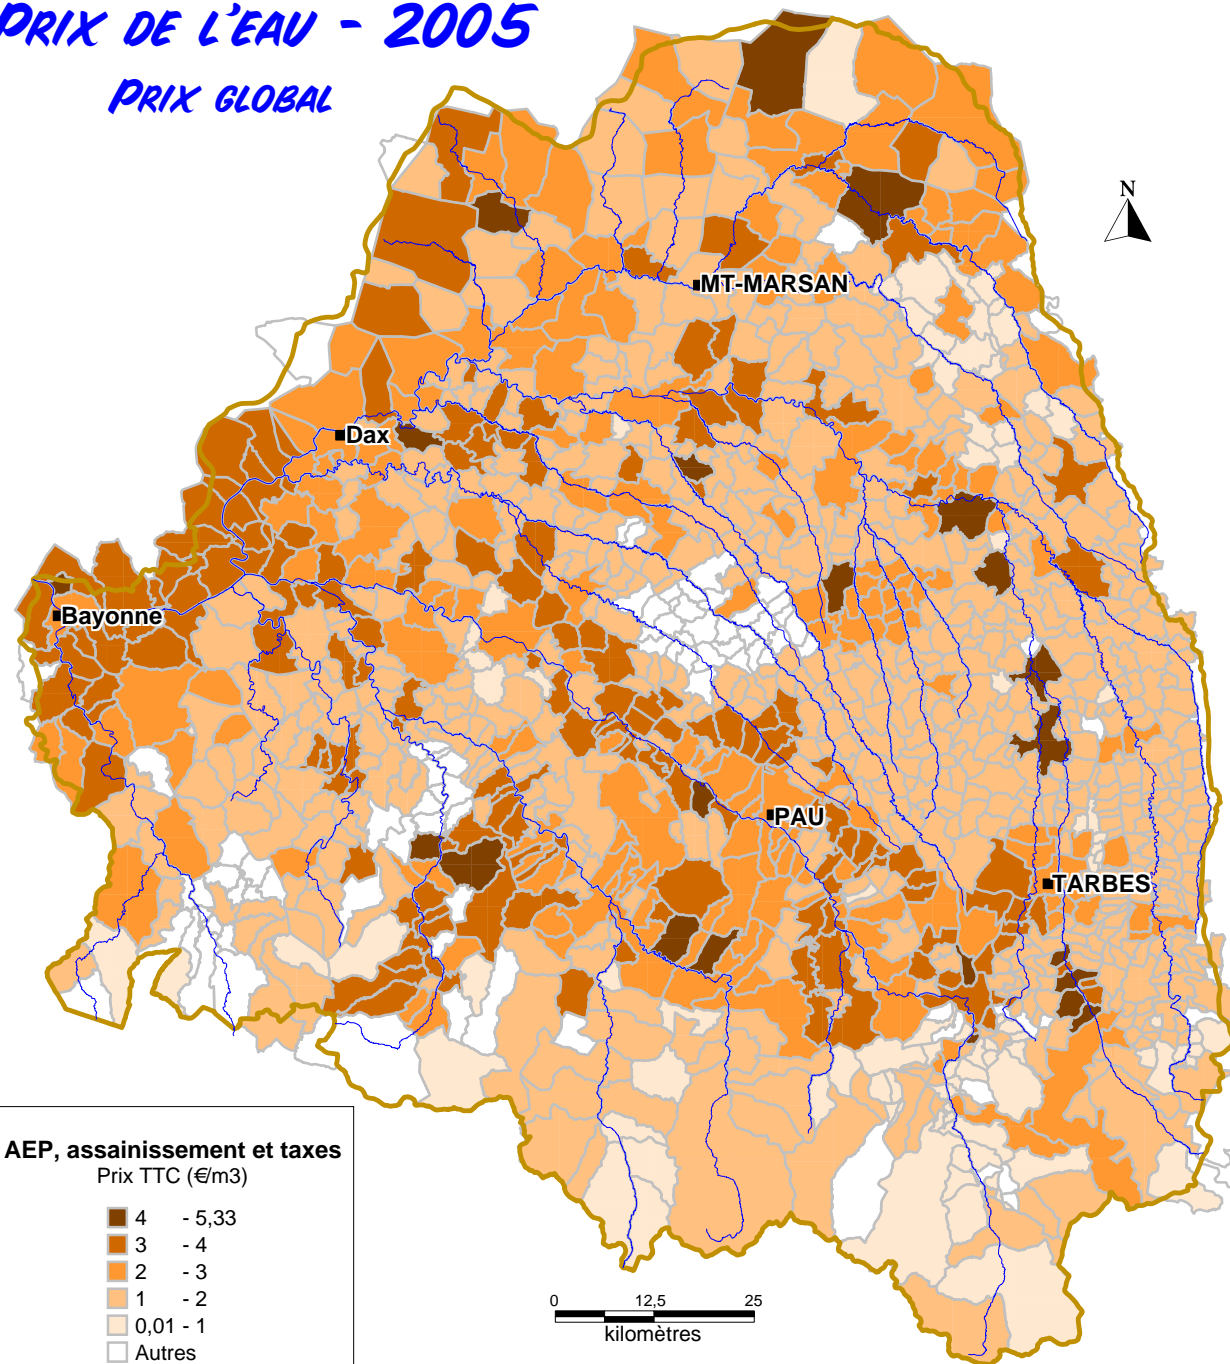 PRIX DE L'EAU - 2005
PRIX GLOBAL
N
MT-MARSAN
Dax
Bayonne
PAU
TARBES
AEP, assainissement et taxes
Prix TTC (€/m3)
4 - 5,33
3 - 4
2 - 3
1 - 2
0,01 - 1
Autres
0 12,5 25
kilomètres